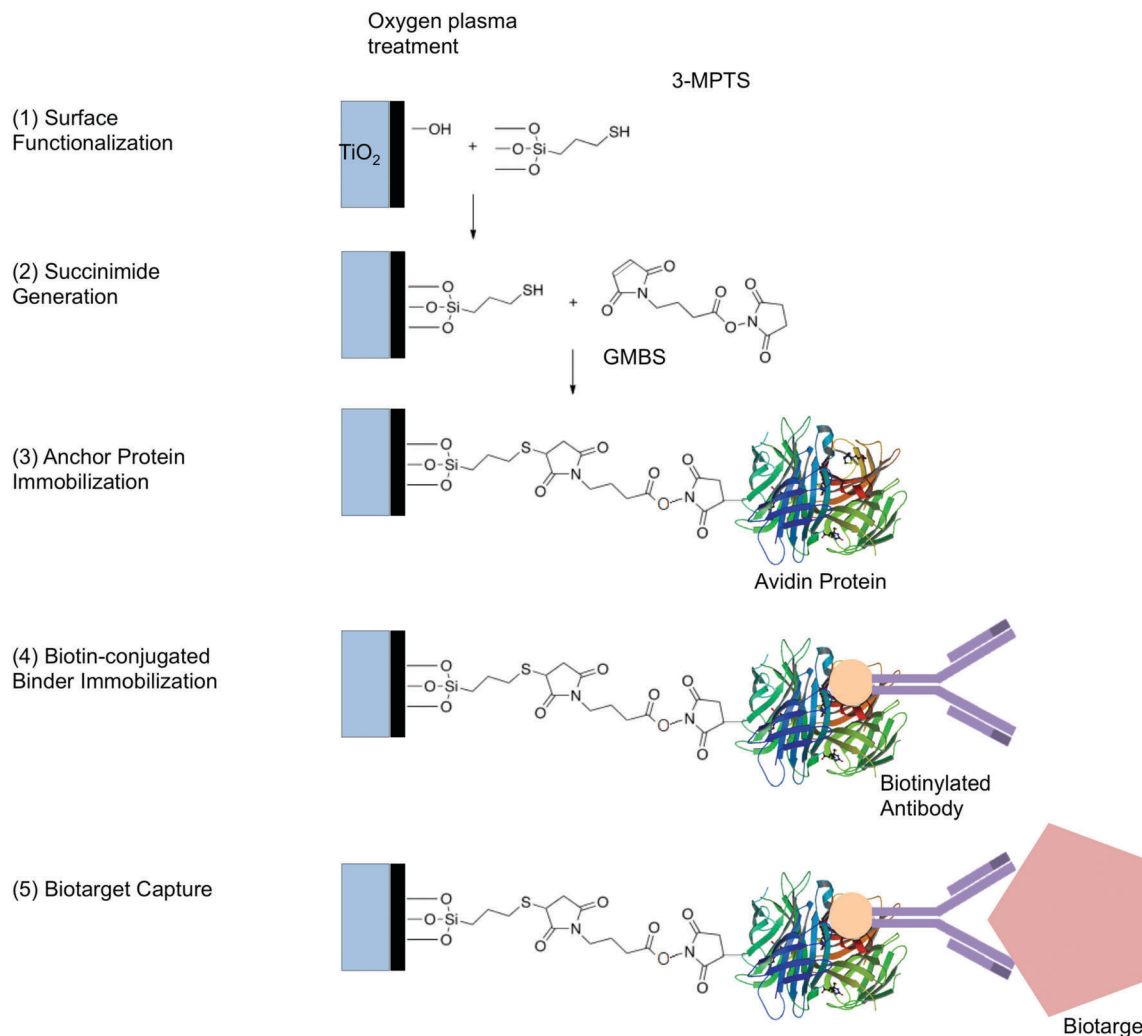 Oxygen plasma
treatment
3-MPTS
(1) Surface
Functionalization
TiO2
—OH
+
O
O
Si
O
SH
(2) Succinimide
Generation
O
O
Si
O
SH
+
O
N
O
O
O
N
O
O
GMBS
(3) Anchor Protein
Immobilization
O
O
Si
O
S
O
O
N
O
O
N
O
O
Avidin Protein
(4) Biotin-conjugated
Binder Immobilization
O
O
Si
O
S
O
O
N
O
O
N
O
O
Biotinylated
Antibody
(5) Biotarget Capture
O
O
Si
O
S
O
O
N
O
O
N
O
O
Biotarget